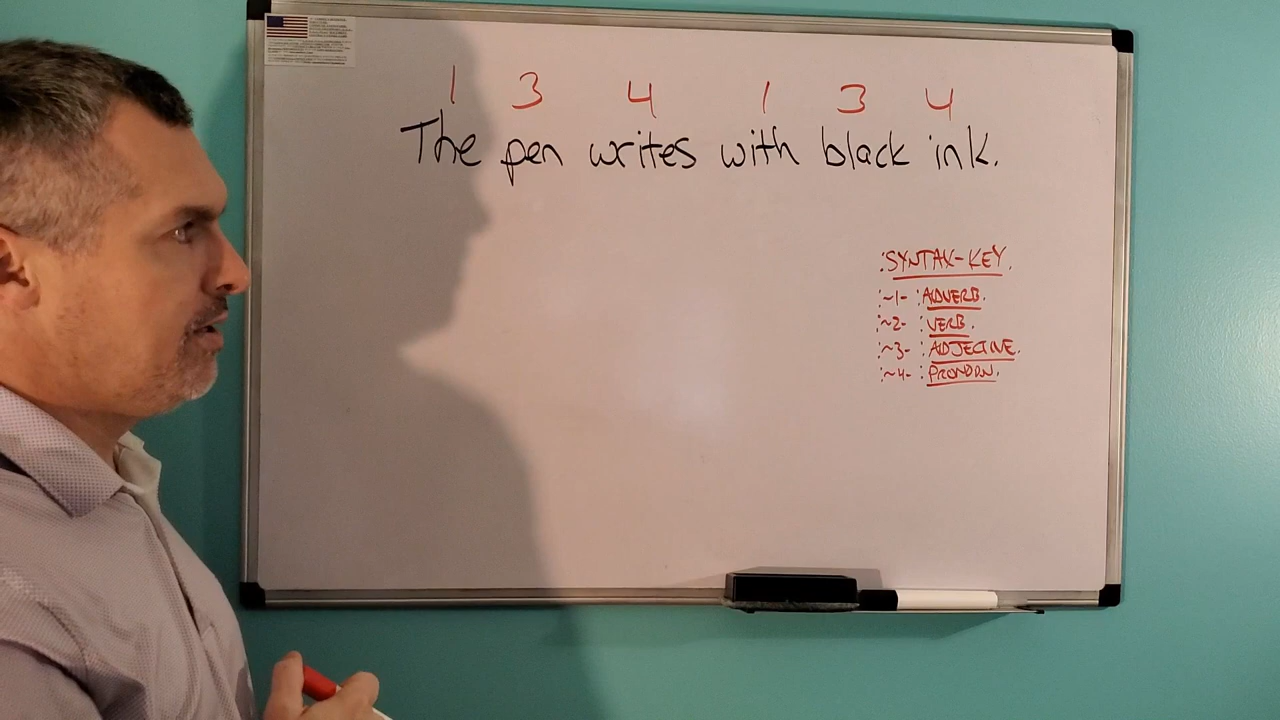 1 3 4 1 3 4
The pen writes with black ink.
:SYNTAX-KEY.
:~1- :ADVERB.
:~2- :VERB.
:~3- :ADJECTIVE.
:~4- :PRONOUN.